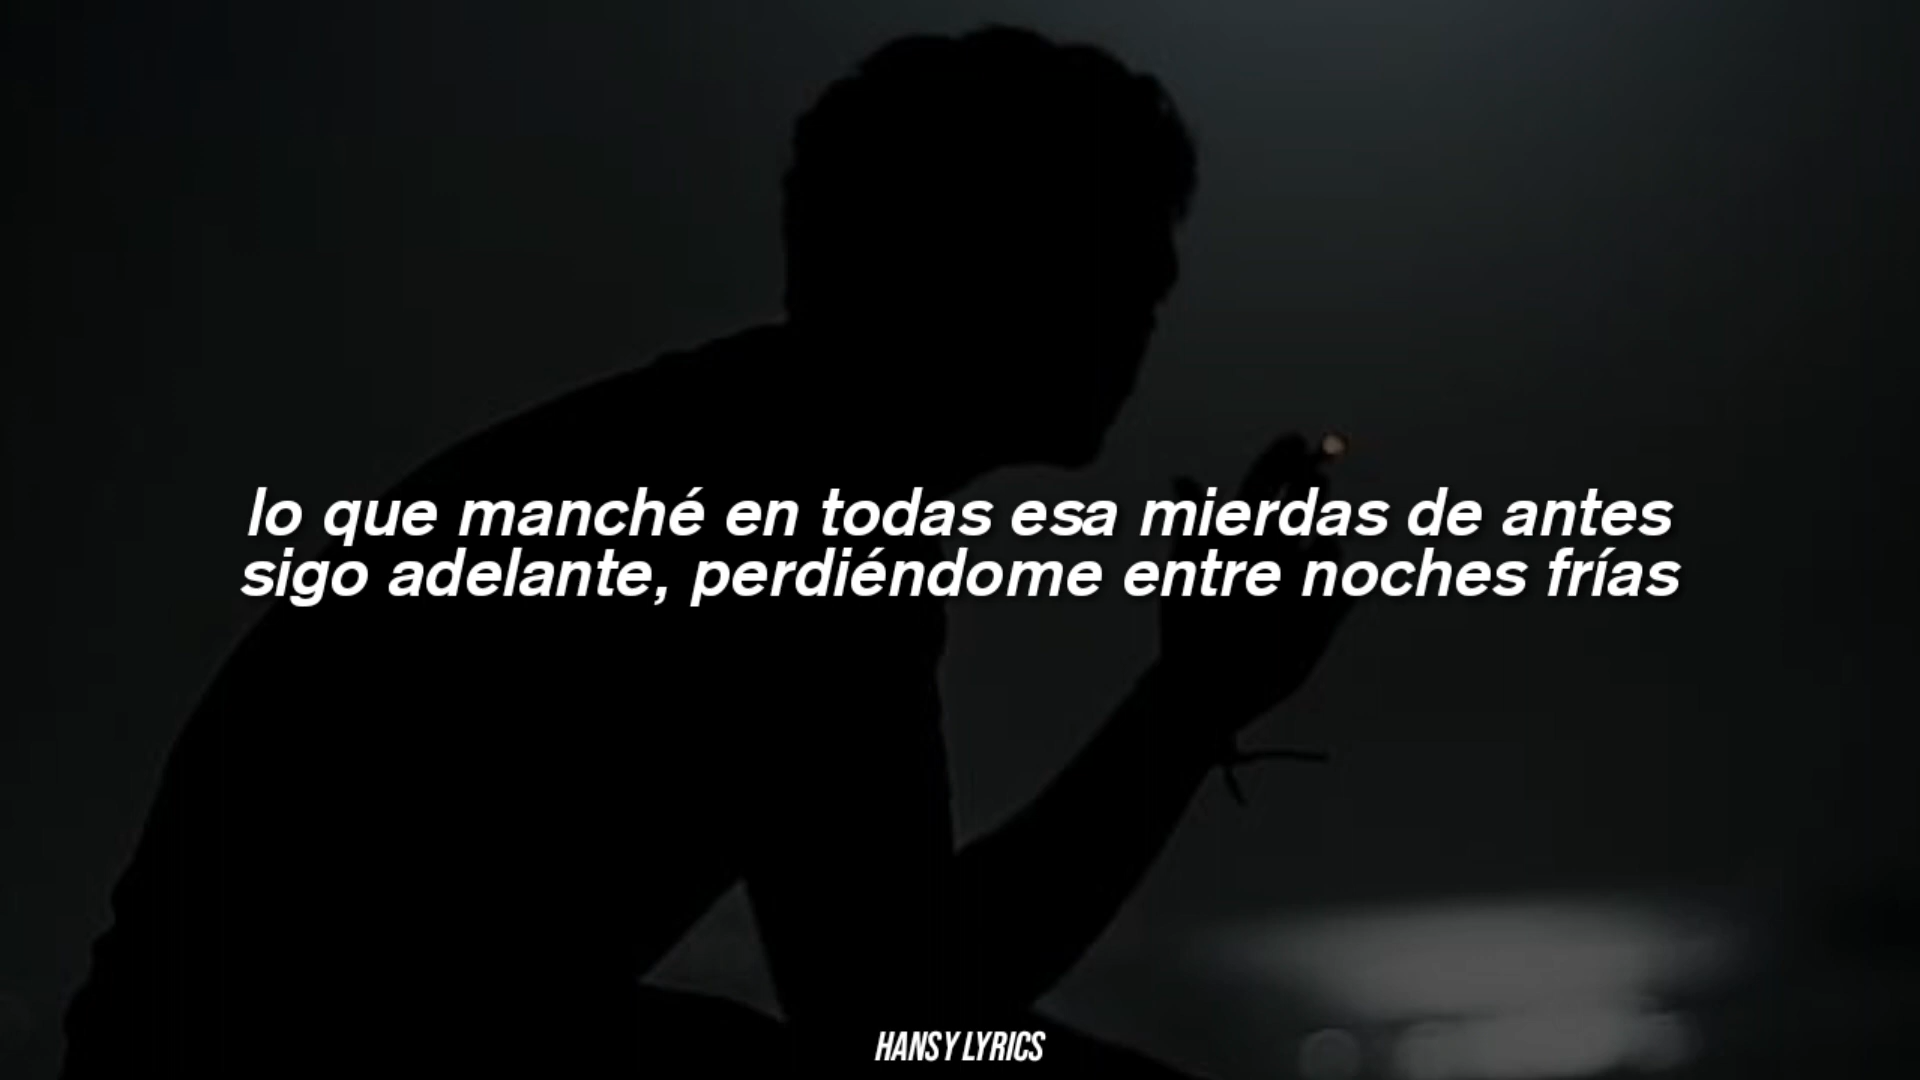 lo que manché en todas esa mierdas de antes
sigo adelante, perdiéndome entre noches frías
HANSY LYRICS